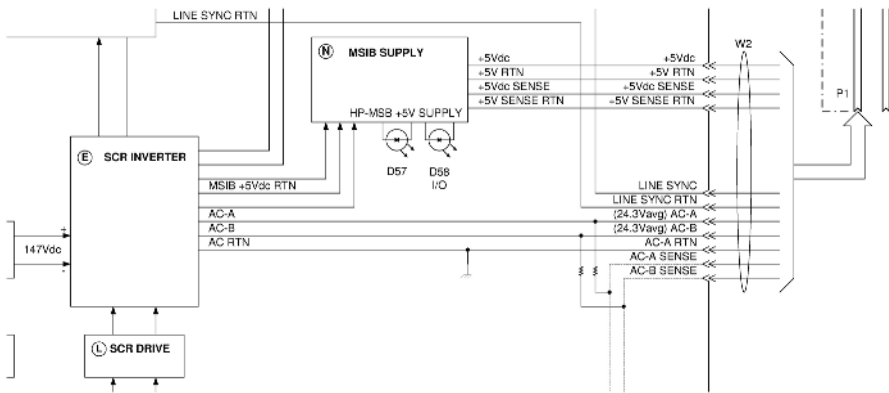 LINE SYNC RTN
W2
N MSIB SUPPLY
+5Vdc +5Vdc
+5V RTN +5V RTN
+5Vdc SENSE +5Vdc SENSE
+5V SENSE RTN +5V SENSE RTN
P1
HP-MSB +5V SUPPLY
D57 D58
I/O
E SCR INVERTER
MSIB +5Vdc RTN
LINE SYNC
LINE SYNC RTN
AC-A (24.3Vavg) AC-A
AC-B (24.3Vavg) AC-B
AC RTN AC-A RTN
AC-A SENSE
AC-B SENSE
+
147Vdc
-
L SCR DRIVE